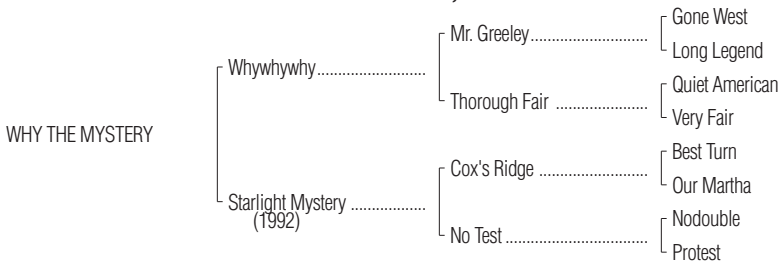 Gone West
Mr. Greeley..............................
Long Legend
Whywhywhy...........................
Quiet American
Thorough Fair .......................
Very Fair
WHY THE MYSTERY
Best Turn
Cox's Ridge ...........................
Our Martha
Starlight Mystery ..................
(1992)
Nodouble
No Test....................................
Protest